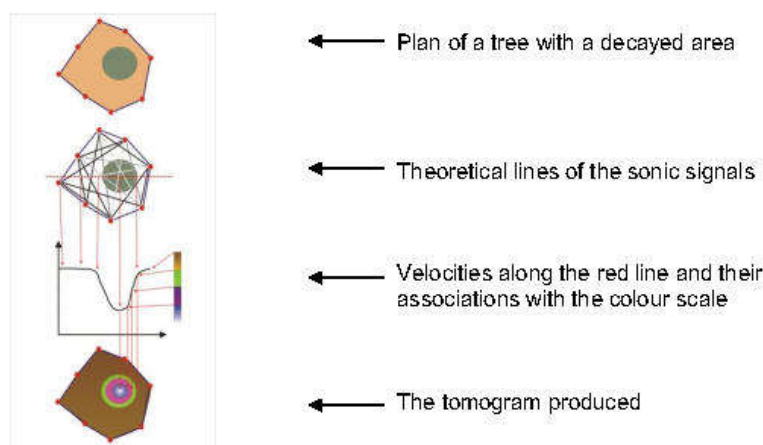 Plan of a tree with a decayed area
Theoretical lines of the sonic signals
Velocities along the red line and their
associations with the colour scale
The tomogram produced